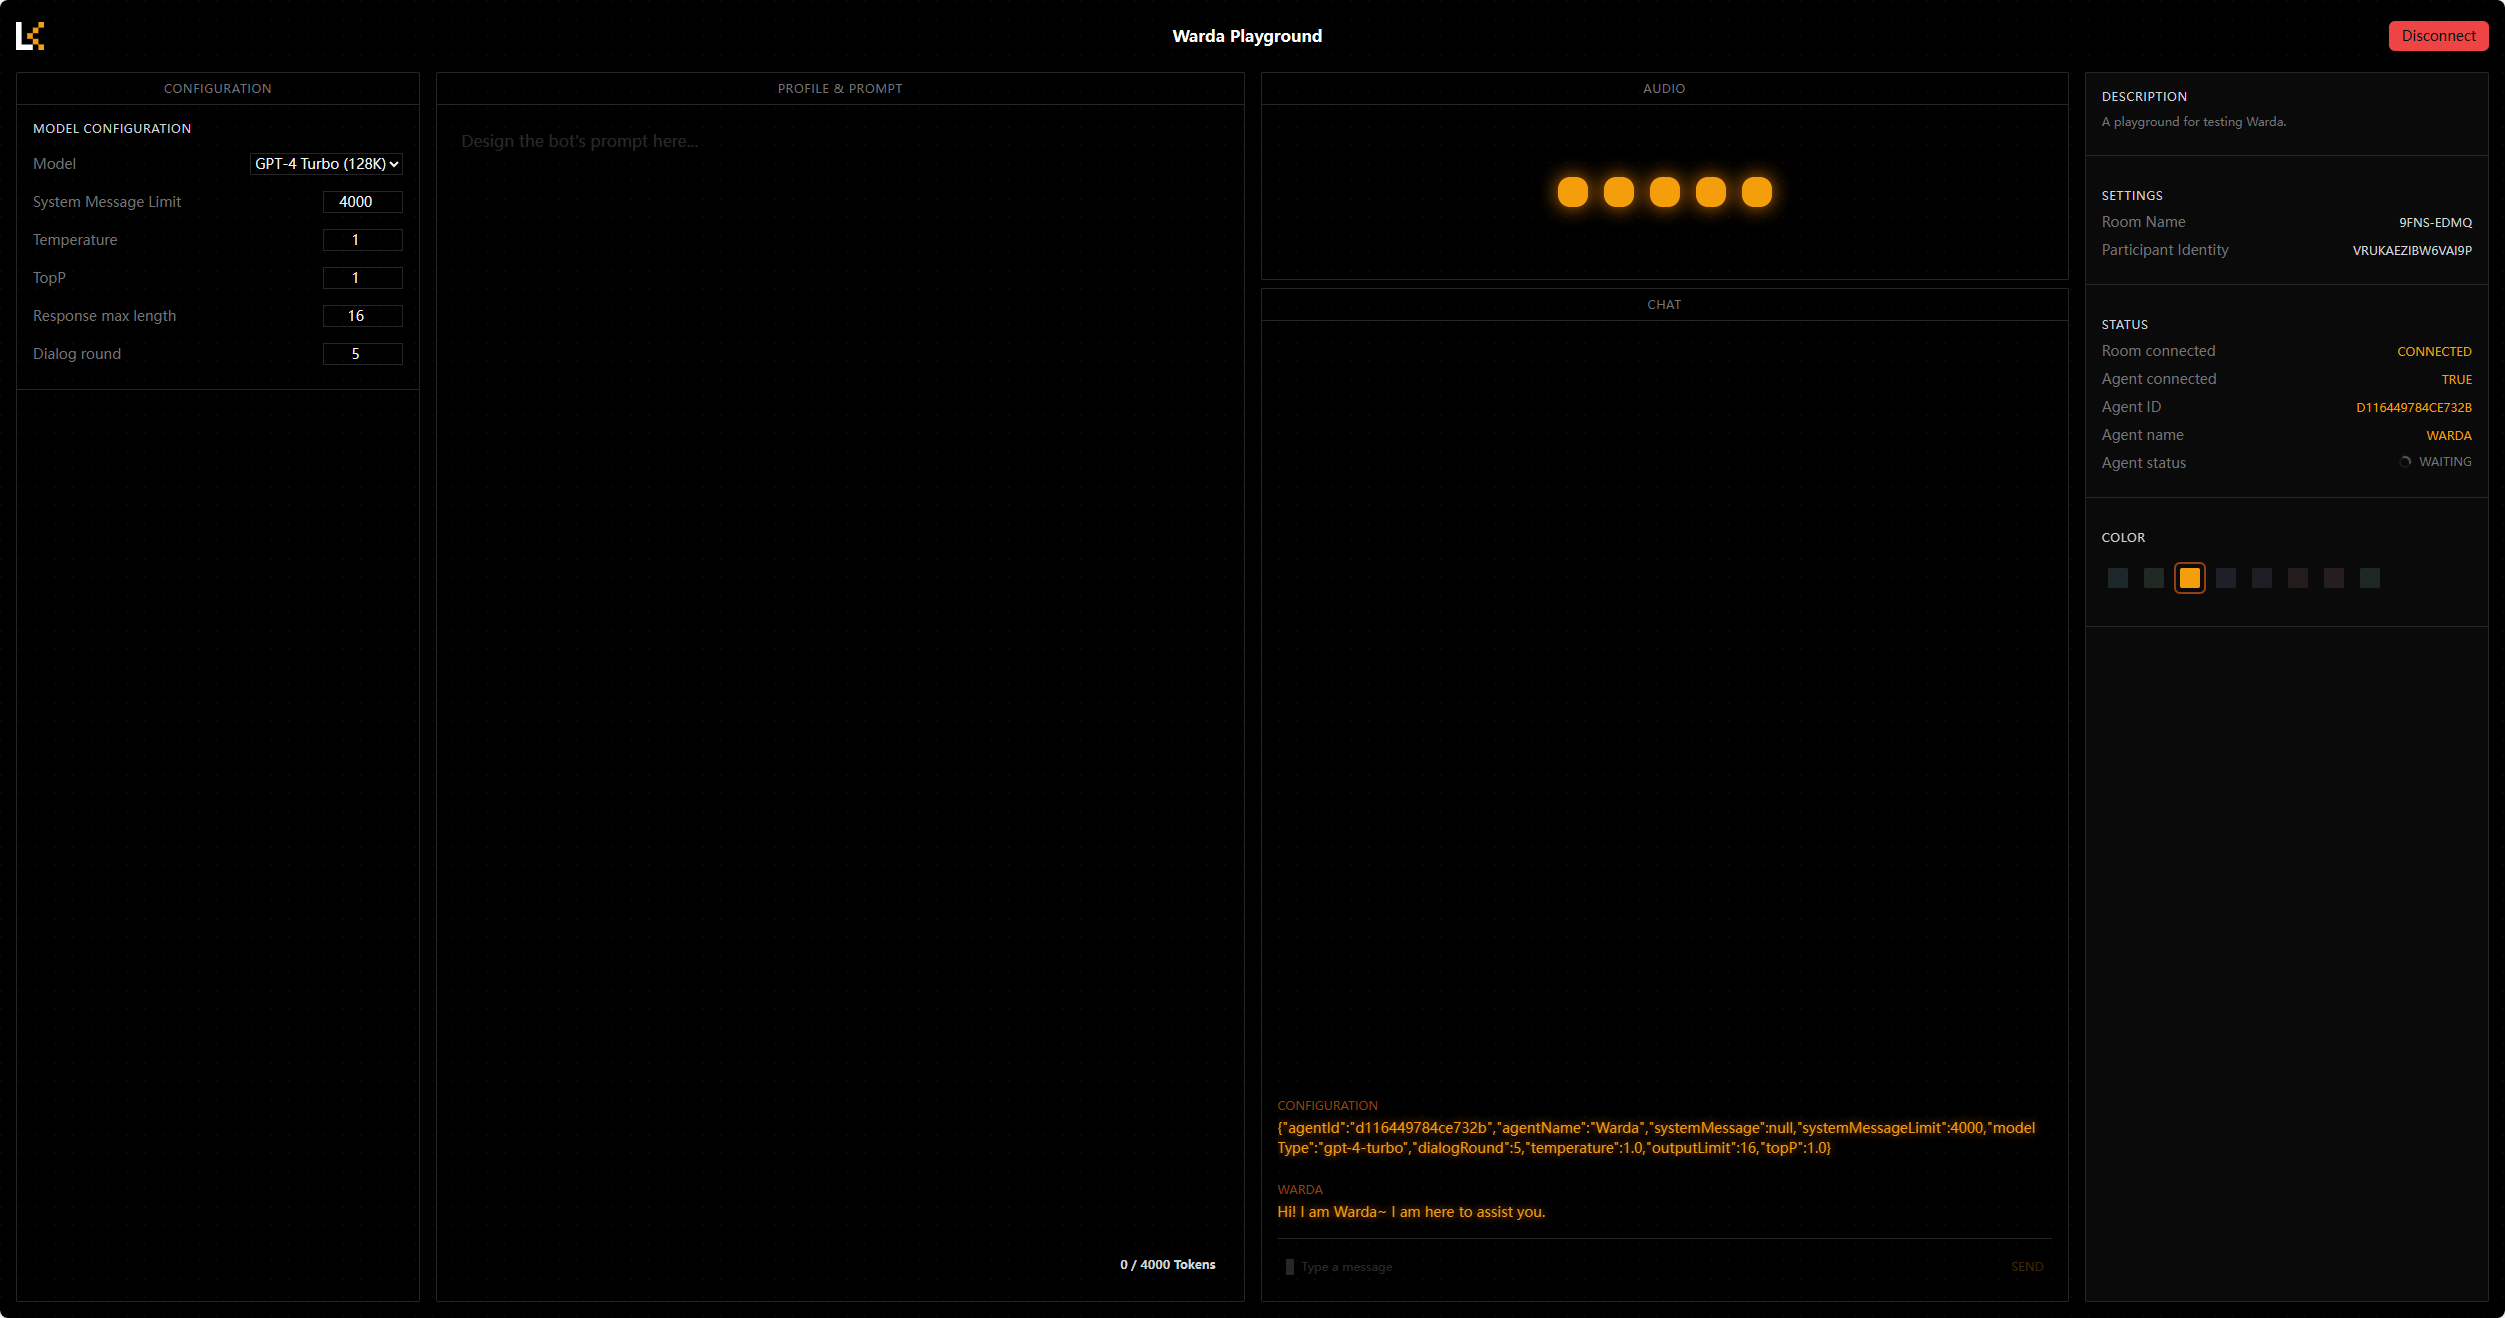 Warda Playground
Disconnect
CONFIGURATION
MODEL CONFIGURATION
Model
GPT-4 Turbo (128K)
System Message Limit
4000
Temperature
1
TopP
1
Response max length
16
Dialog round
5
PROFILE & PROMPT
Design the bot's prompt here...
0 / 4000 Tokens
AUDIO
CHAT
CONFIGURATION
{"agentId":"d116449784ce732b","agentName":"Warda","systemMessage":null,"systemMessageLimit":4000,"model
Type":"gpt-4-turbo","dialogRound":5,"temperature":1.0,"outputLimit":16,"topP":1.0}
WARDA
Hi! I am Warda~ I am here to assist you.
Type a message
SEND
DESCRIPTION
A playground for testing Warda.
SETTINGS
Room Name
9FNS-EDMQ
Participant Identity
VRUKAEZIBW6VAI9P
STATUS
Room connected
CONNECTED
Agent connected
TRUE
Agent ID
D116449784CE732B
Agent name
WARDA
Agent status
WAITING
COLOR